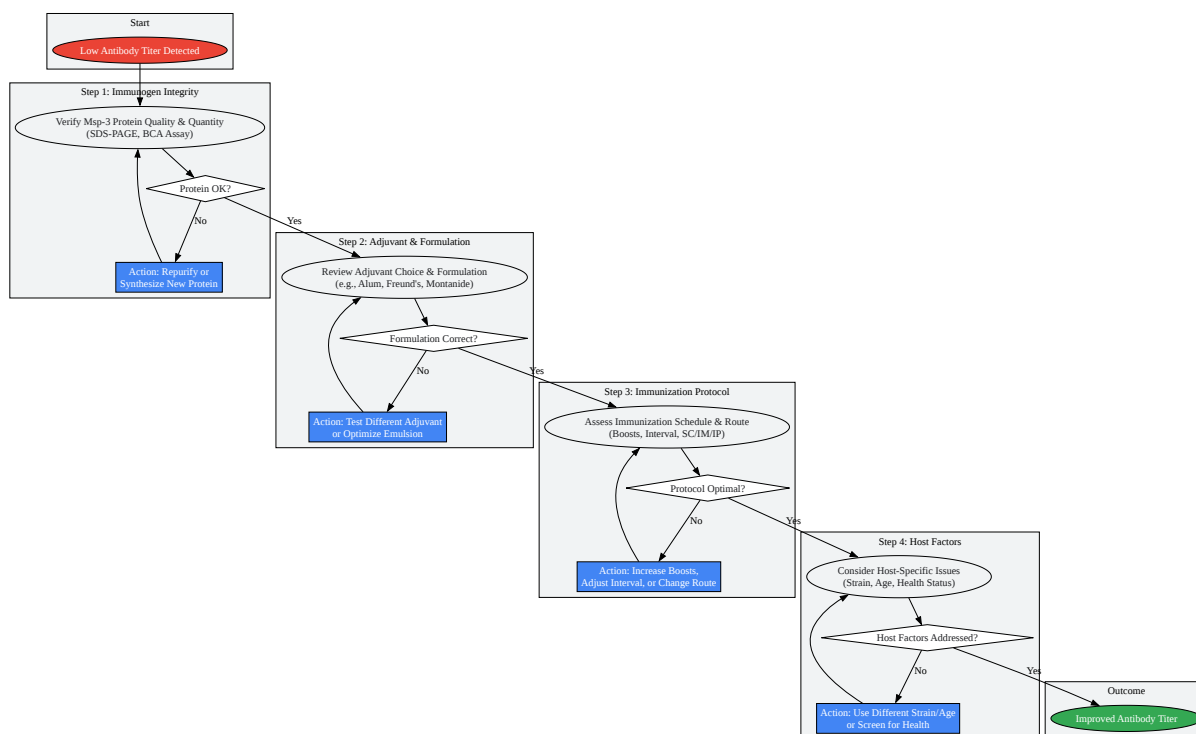 Start
Low Antibody Titer Detected
Step 1: Immunogen Integrity
Verify Msp-3 Protein Quality & Quantity
(SDS-PAGE, BCA Assay)
Protein OK?
No
Yes
Action: Repurify or
Synthesize New Protein
Step 2: Adjuvant & Formulation
Review Adjuvant Choice & Formulation
(e.g., Alum, Freund's, Montanide)
Formulation Correct?
No
Yes
Action: Test Different Adjuvant
or Optimize Emulsion
Step 3: Immunization Protocol
Assess Immunization Schedule & Route
(Boosts, Interval, SC/IM/IP)
Protocol Optimal?
No
Yes
Action: Increase Boosts,
Adjust Interval, or Change Route
Step 4: Host Factors
Consider Host-Specific Issues
(Strain, Age, Health Status)
Host Factors Addressed?
No
Yes
Action: Use Different Strain/Age
or Screen for Health
Outcome
Improved Antibody Titer